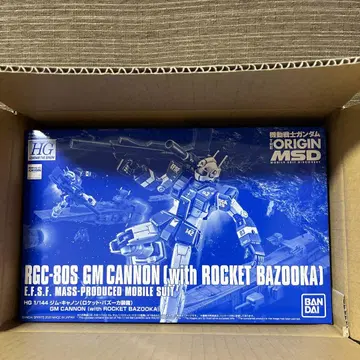 HG
機動戦士ガンダム
THE ORIGIN
MSD
RGC-80S GM CANNON [with ROCKET BAZOOKA]
E.F.S.F. MASS-PRODUCED MOBILE SUIT
HG 1/144 ジム・キャノン(ロケット・バズーカ装備)
GM CANNON (with ROCKET BAZOOKA)
BAN
DAI